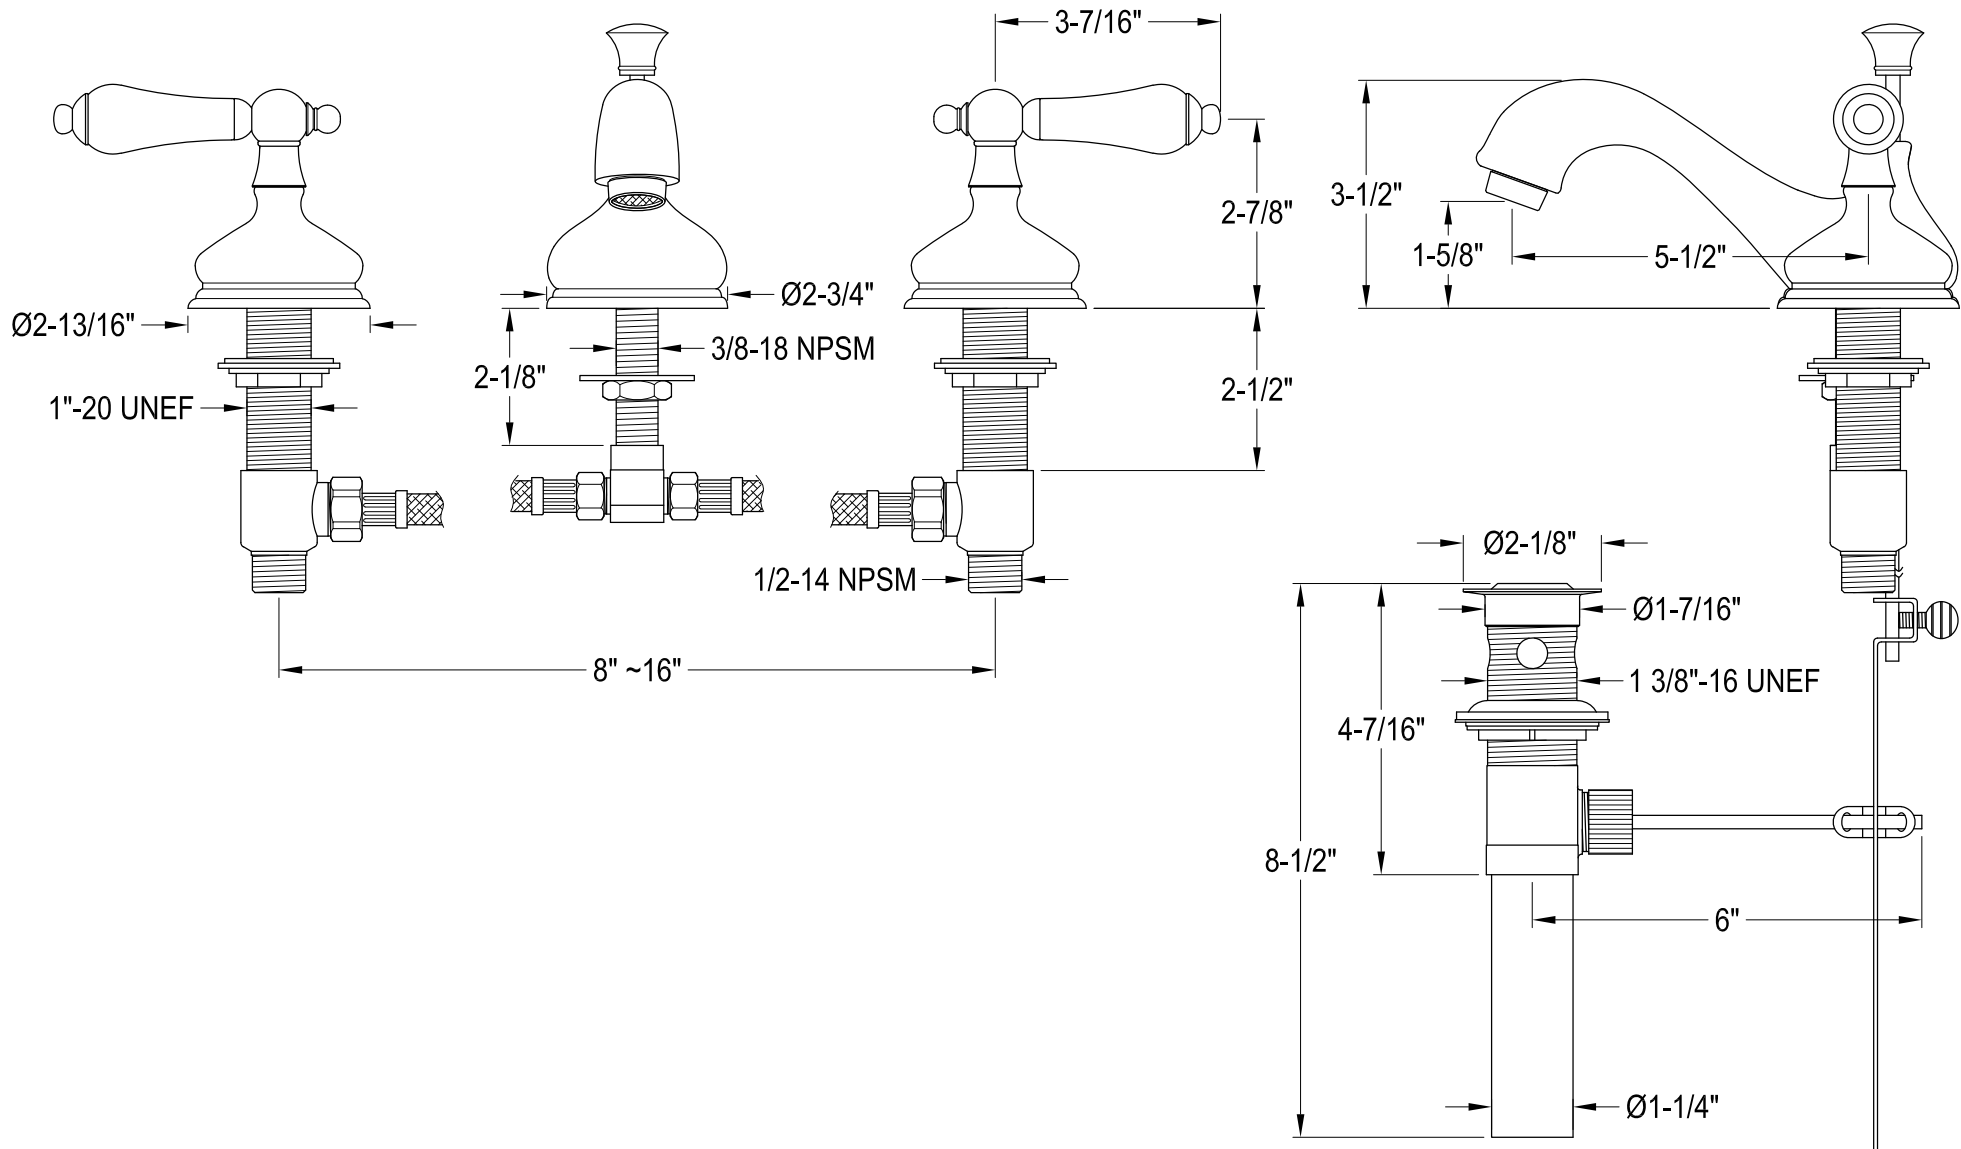 3-7/16"
3-1/2"
2-7/8"
1-5/8"
5-1/2"
Ø2-3/4"
Ø2-13/16"
3/8-18 NPSM
2-1/8"
2-1/2"
1"-20 UNEF
Ø2-1/8"
1/2-14 NPSM
Ø1-7/16"
8" ~16"
1 3/8"-16 UNEF
4-7/16"
8-1/2"
6"
Ø1-1/4"